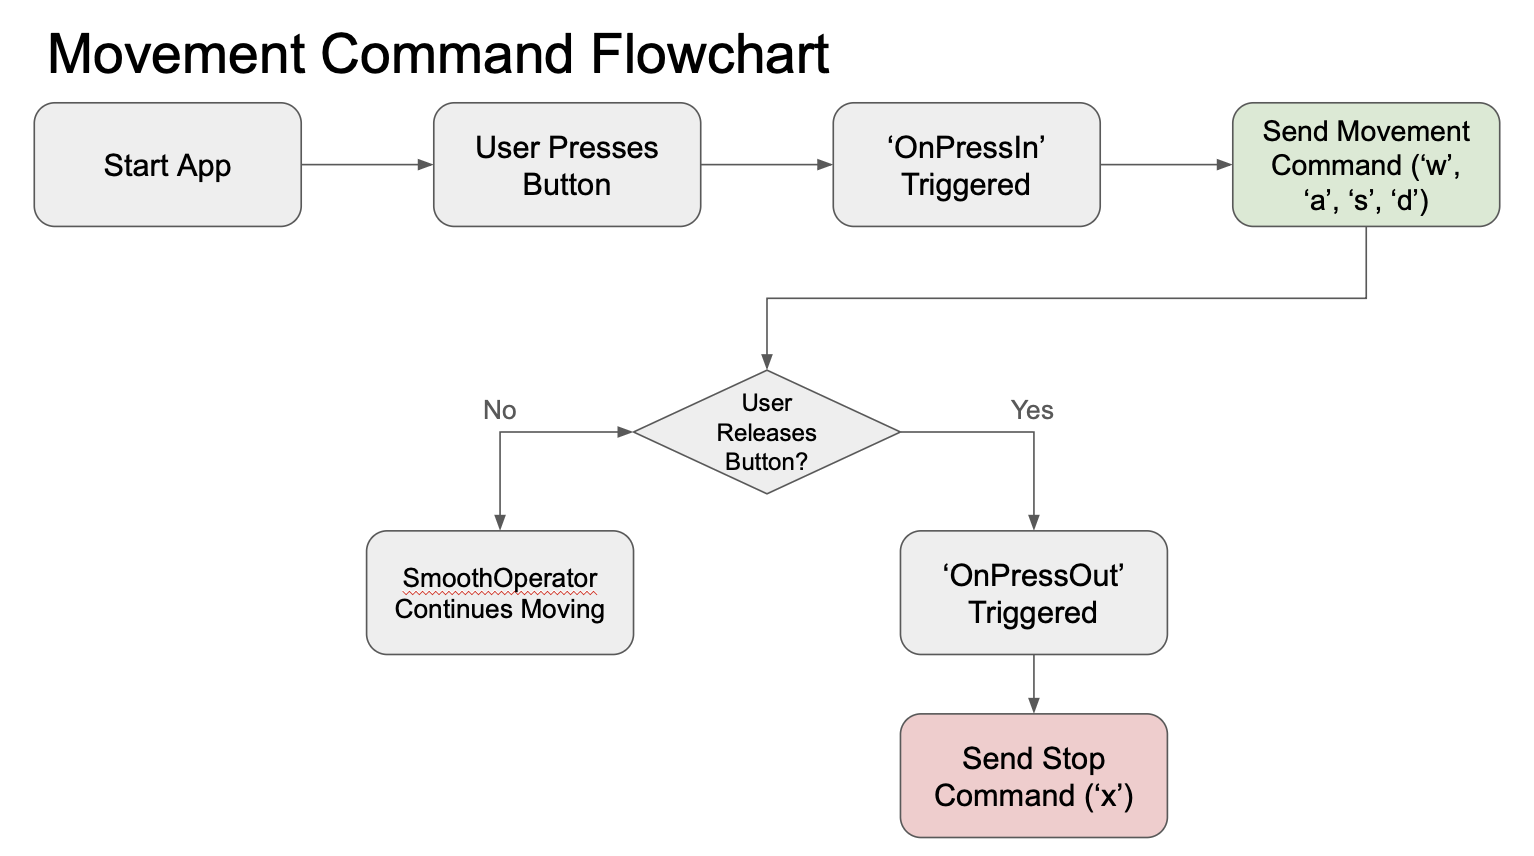 Movement Command Flowchart
Start App
User Presses
Button
‘OnPressIn’
Triggered
Send Movement
Command (‘w’,
‘a’, ‘s’, ‘d’)
User
Releases
Button?
No
Yes
SmoothOperator
Continues Moving
‘OnPressOut’
Triggered
Send Stop
Command (‘x’)